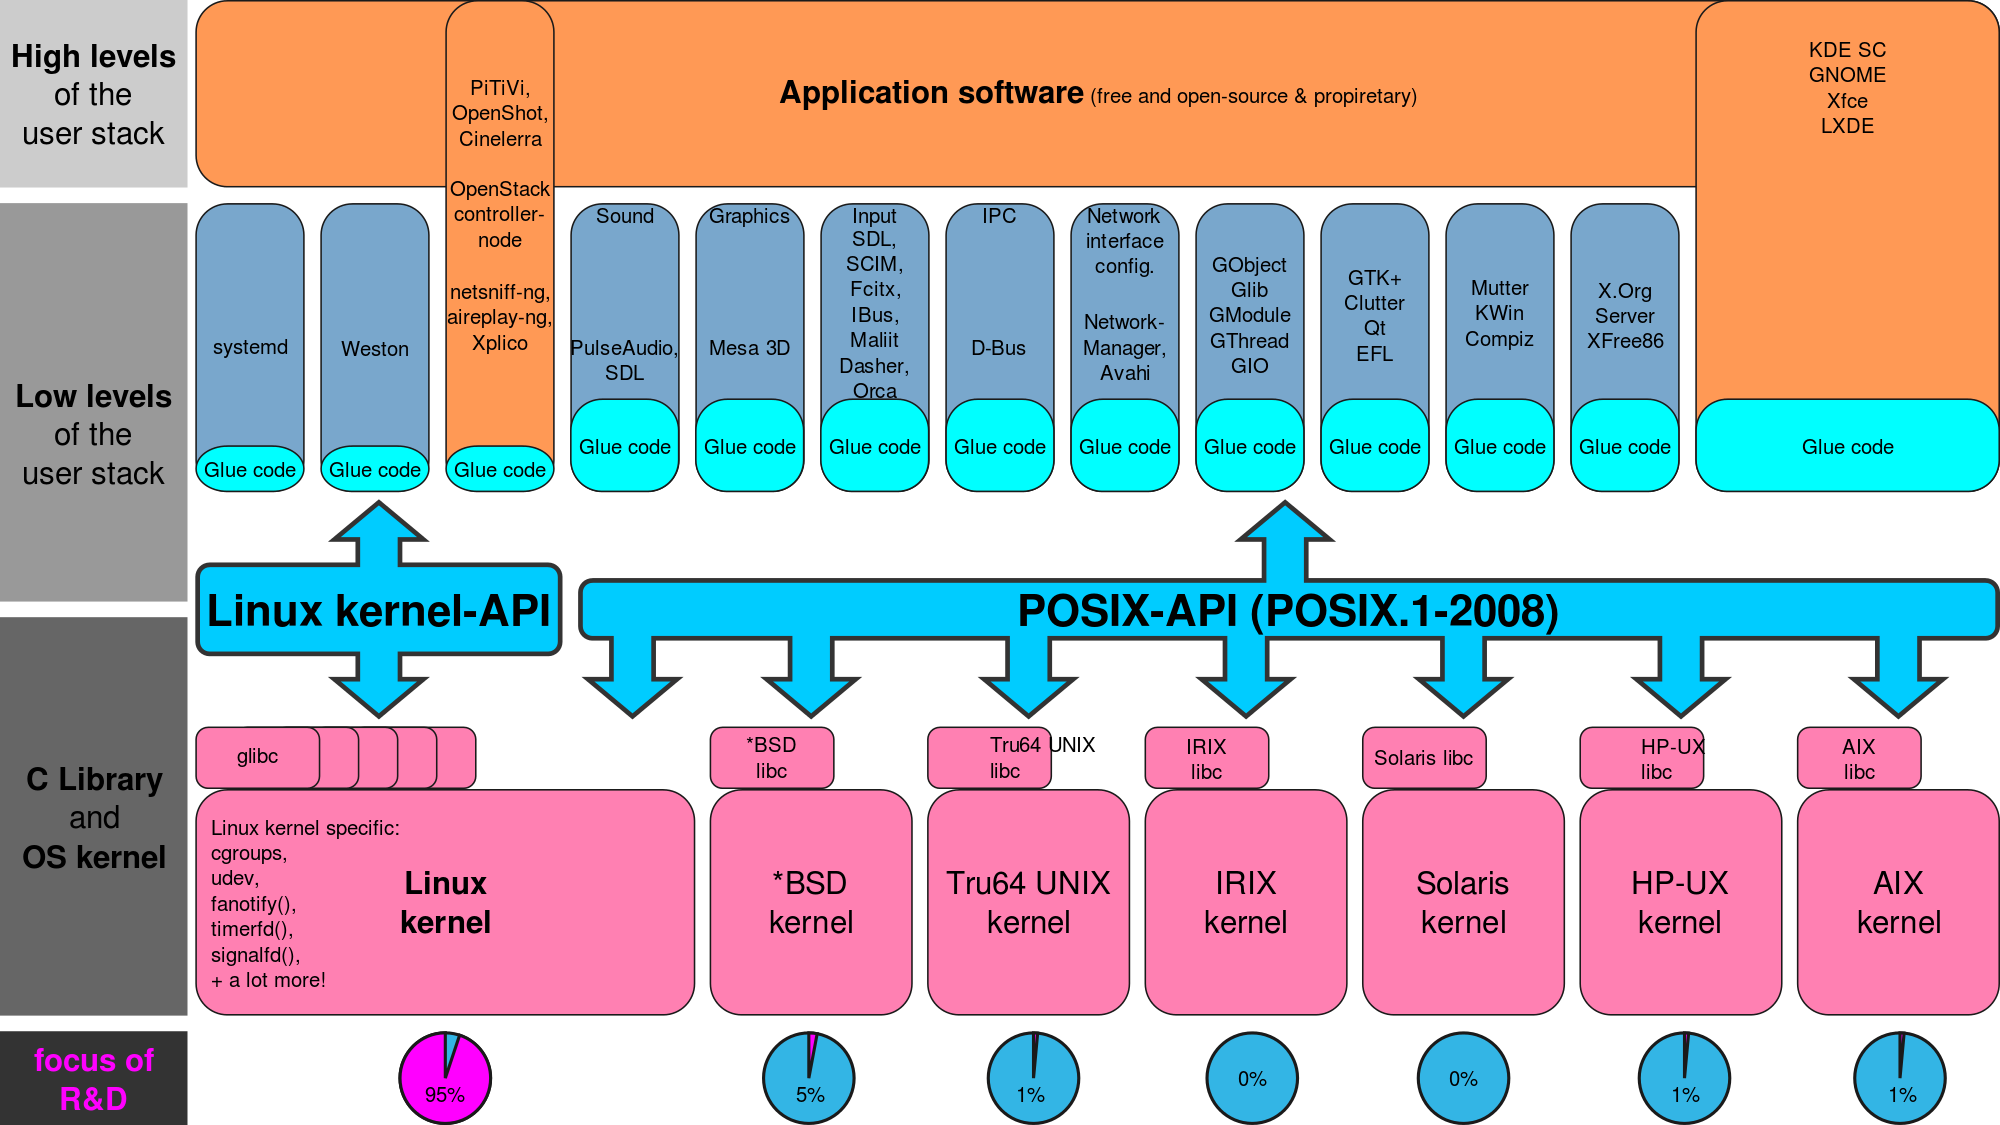 High levels
of the
user stack
PiTiVi,
OpenShot,
Cinelerra
OpenStack
controller-
node
netsniff-ng,
aireplay-ng,
Xplico
Glue code
Application software (free and open-source & propiretary)
KDE SC
GNOME
Xfce
LXDE
Glue code
Low levels
of the
user stack
systemd
Glue code
Weston
Glue code
Sound
PulseAudio,
SDL
Glue code
Graphics
Mesa 3D
Glue code
Input
SDL,
SCIM,
Fcitx,
IBus,
Maliit
Dasher,
Orca
Glue code
IPC
D-Bus
Glue code
Network
interface
config.
Network-
Manager,
Avahi
Glue code
GObject
Glib
GModule
GThread
GIO
Glue code
GTK+
Clutter
Qt
EFL
Glue code
Mutter
KWin
Compiz
Glue code
X.Org
Server
XFree86
Glue code
Linux kernel-API
POSIX-API (POSIX.1-2008)
C Library
and
OS kernel
glibc
*BSD
libc
Tru64 UNIX
libc
IRIX
libc
Solaris libc
HP-UX
libc
AIX
libc
Linux kernel specific:
cgroups,
udev,
fanotify(),
timerfd(),
signalfd(),
+ a lot more!
Linux
kernel
*BSD
kernel
Tru64 UNIX
kernel
IRIX
kernel
Solaris
kernel
HP-UX
kernel
AIX
kernel
focus of
R&D
95%
5%
1%
0%
0%
1%
1%